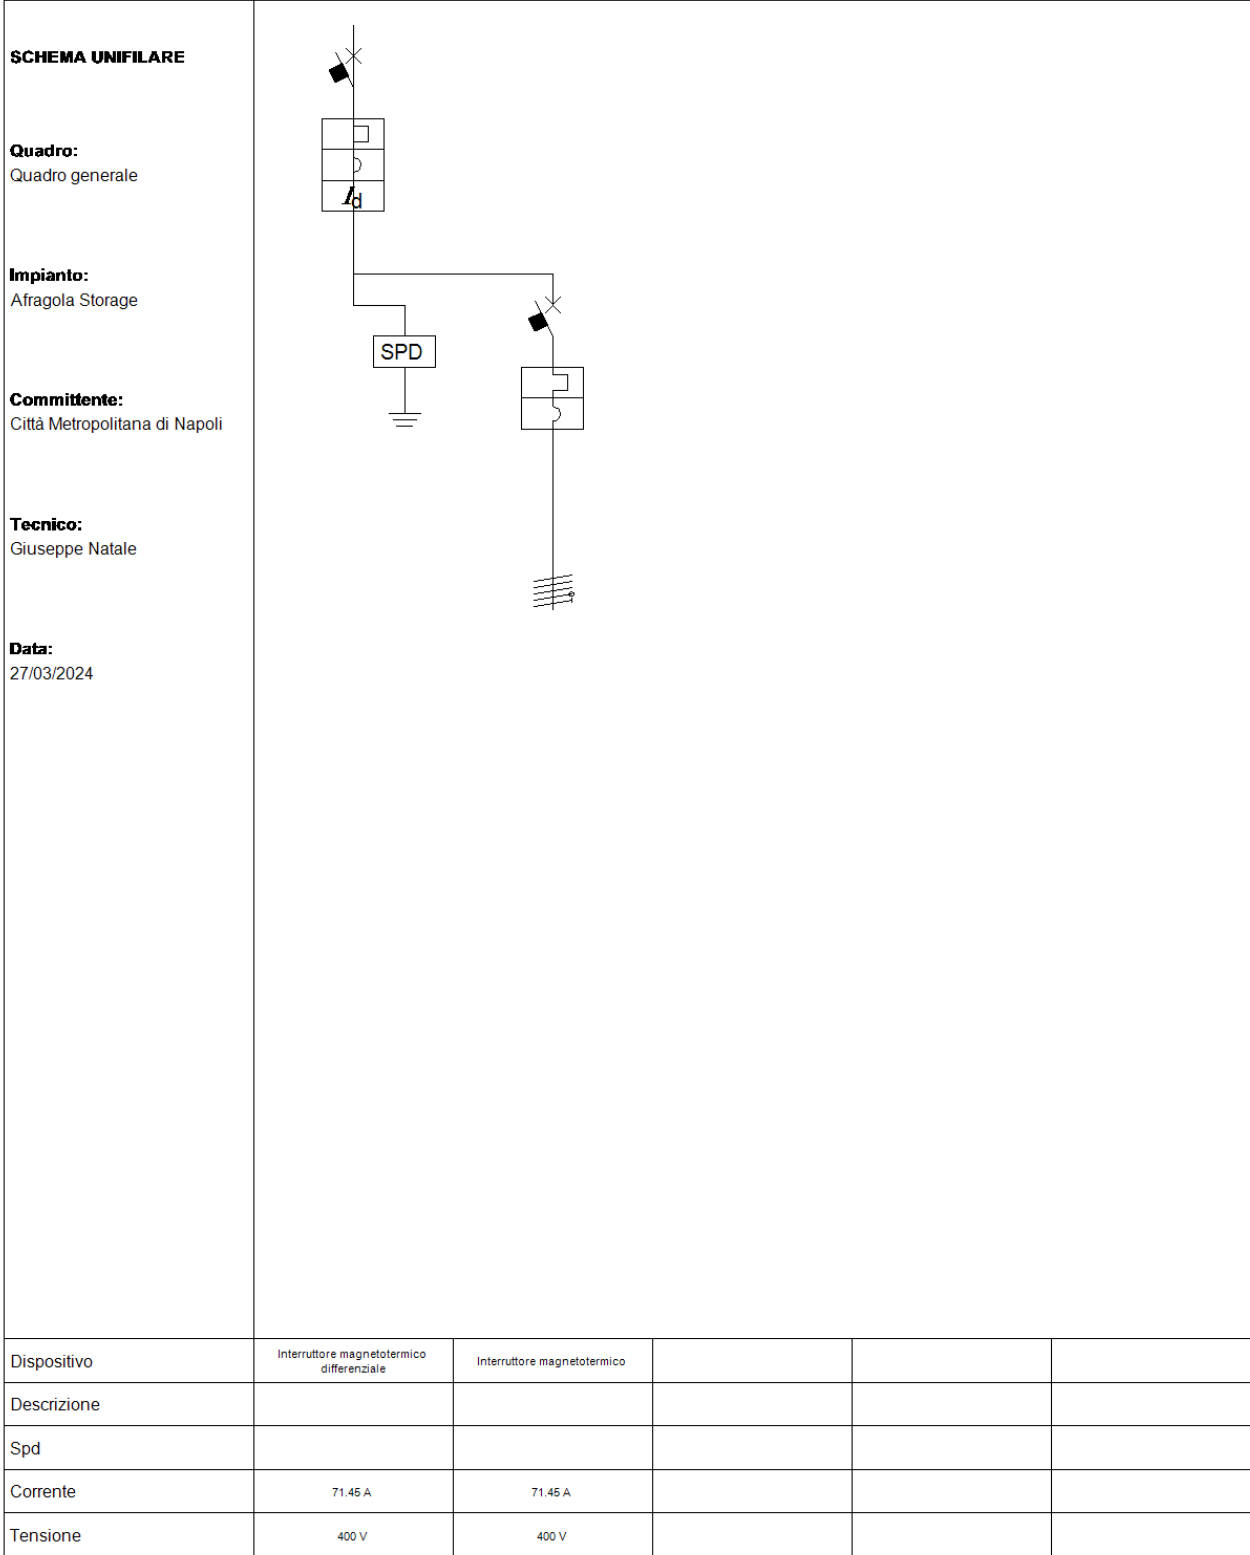 SCHEMA UNIFILARE
Quadro:
Quadro generale
Impianto:
Afragola Storage
Committente:
Città Metropolitana di Napoli
Tecnico:
Giuseppe Natale
Data:
27/03/2024
Id
SPD
Dispositivo
Interruttore magnetotermico
differenziale
Interruttore magnetotermico
Descrizione
Spd
Corrente
71.45 A
71.45 A
Tensione
400 V
400 V